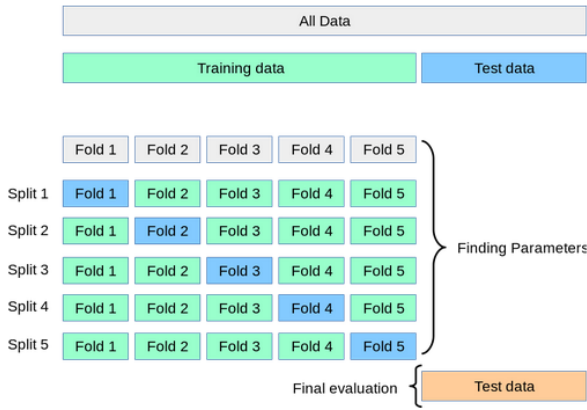 All Data
Training data Test data
Fold 1 Fold 2 Fold 3 Fold 4 Fold 5
Split 1 Fold 1 Fold 2 Fold 3 Fold 4 Fold 5
Split 2 Fold 1 Fold 2 Fold 3 Fold 4 Fold 5
Finding Parameters
Split 3 Fold 1 Fold 2 Fold 3 Fold 4 Fold 5
Split 4 Fold 1 Fold 2 Fold 3 Fold 4 Fold 5
Split 5 Fold 1 Fold 2 Fold 3 Fold 4 Fold 5
Final evaluation Test data